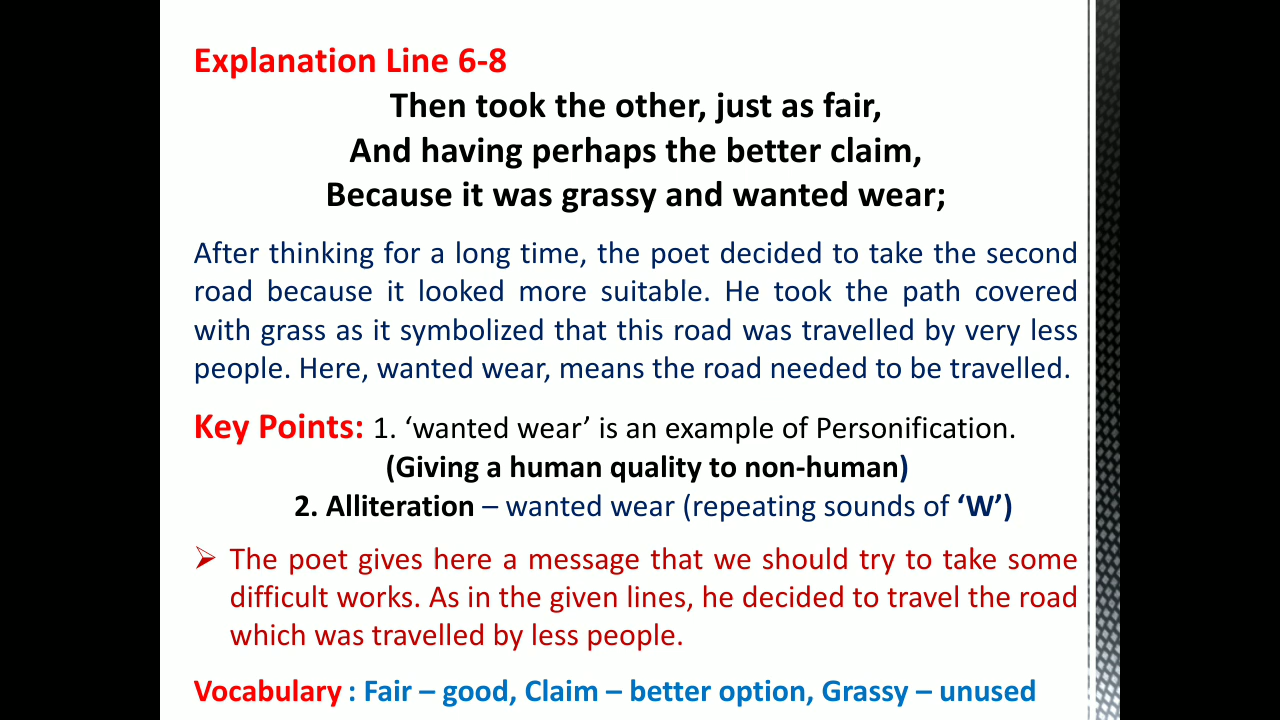 Explanation Line 6-8
Then took the other, just as fair,
And having perhaps the better claim,
Because it was grassy and wanted wear;
After thinking for a long time, the poet decided to take the second
road because it looked more suitable. He took the path covered
with grass as it symbolized that this road was travelled by very less
people. Here, wanted wear, means the road needed to be travelled.
Key Points: 1. ‘wanted wear’ is an example of Personification.
(Giving a human quality to non-human)
2. Alliteration – wanted wear (repeating sounds of ‘W’)
➢ The poet gives here a message that we should try to take some
difficult works. As in the given lines, he decided to travel the road
which was travelled by less people.
Vocabulary : Fair – good, Claim – better option, Grassy – unused